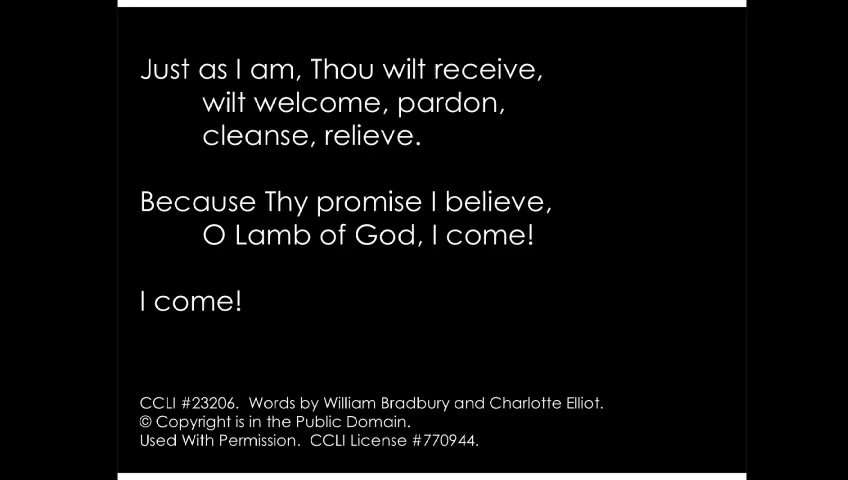 Just as I am, Thou wilt receive,
wilt welcome, pardon,
cleanse, relieve.
Because Thy promise I believe,
O Lamb of God, I come!
I come!
CCLI #23206.  Words by William Bradbury and Charlotte Elliot.
© Copyright is in the Public Domain.
Used With Permission.  CCLI License #770944.